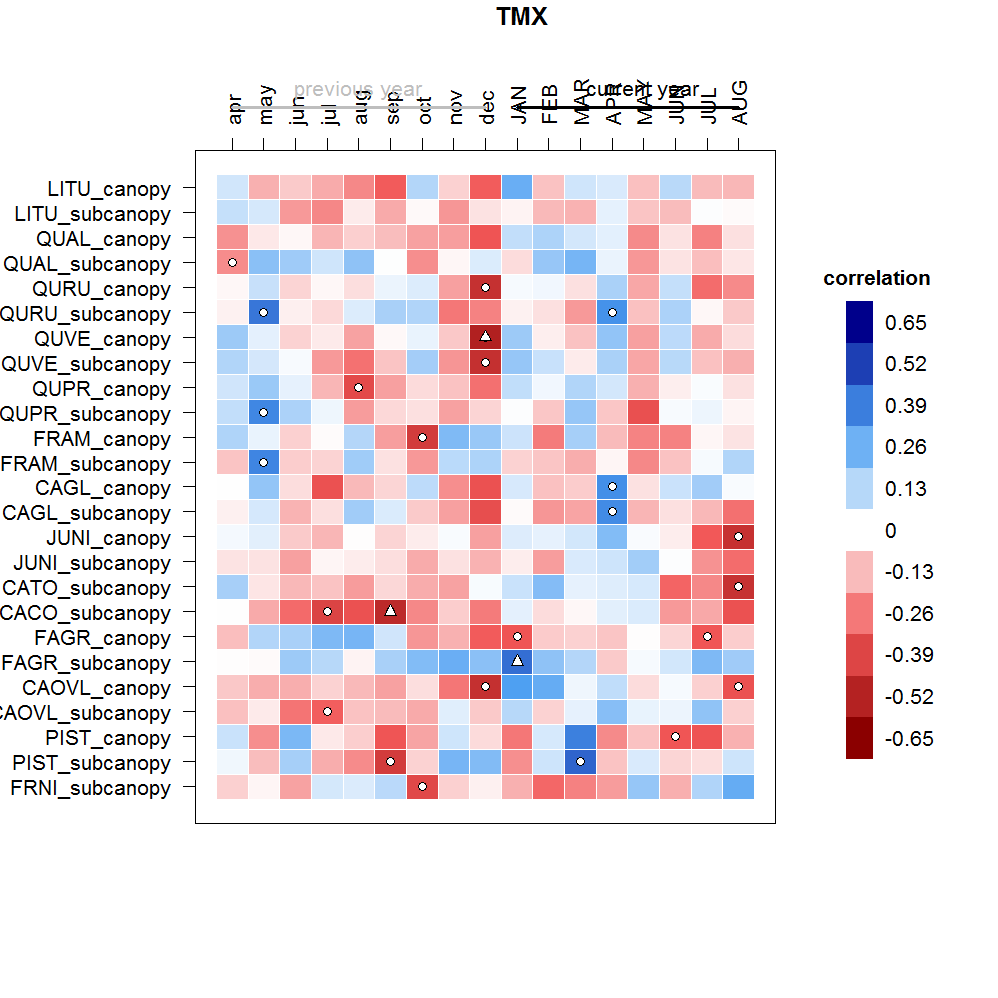 TMX
previous year
current year
apr
may
jun
jul
aug
sep
oct
nov
dec
JAN
FEB
MAR
APR
MAY
JUN
JUL
AUG
LITU_canopy
LITU_subcanopy
QUAL_canopy
QUAL_subcanopy
QURU_canopy
QURU_subcanopy
QUVE_canopy
QUVE_subcanopy
QUPR_canopy
QUPR_subcanopy
FRAM_canopy
FRAM_subcanopy
CAGL_canopy
CAGL_subcanopy
JUNI_canopy
JUNI_subcanopy
CATO_subcanopy
CACO_subcanopy
FAGR_canopy
FAGR_subcanopy
CAOVL_canopy
CAOVL_subcanopy
PIST_canopy
PIST_subcanopy
FRNI_subcanopy
correlation
0.65
0.52
0.39
0.26
0.13
0
-0.13
-0.26
-0.39
-0.52
-0.65